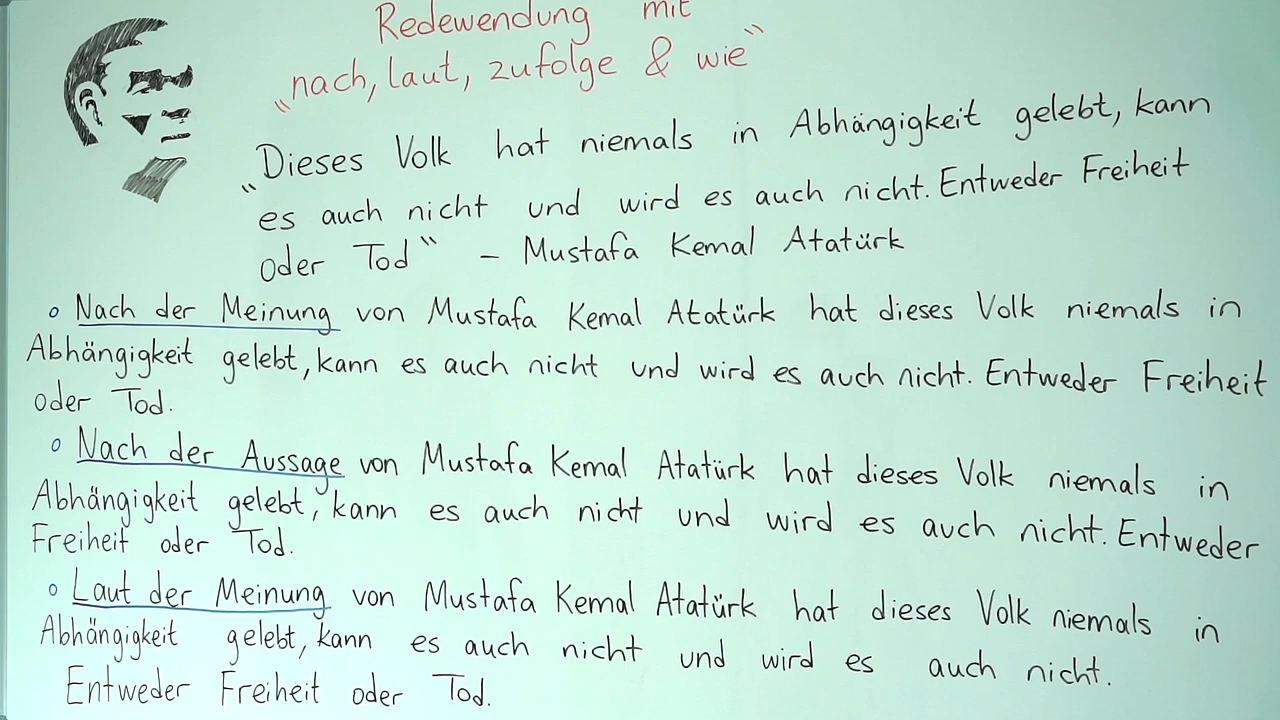 Redewendung mit
"nach, laut, zufolge & wie"
"Dieses Volk hat niemals in Abhängigkeit gelebt, kann
es auch nicht und wird es auch nicht. Entweder Freiheit
oder Tod" – Mustafa Kemal Atatürk
° Nach der Meinung von Mustafa Kemal Atatürk hat dieses Volk niemals in
Abhängigkeit gelebt, kann es auch nicht und wird es auch nicht. Entweder Freiheit
oder Tod.
° Nach der Aussage von Mustafa Kemal Atatürk hat dieses Volk niemals in
Abhängigkeit gelebt, kann es auch nicht und wird es auch nicht. Entweder
Freiheit oder Tod.
° Laut der Meinung von Mustafa Kemal Atatürk hat dieses Volk niemals in
Abhängigkeit gelebt, kann es auch nicht und wird es auch nicht.
Entweder Freiheit oder Tod.